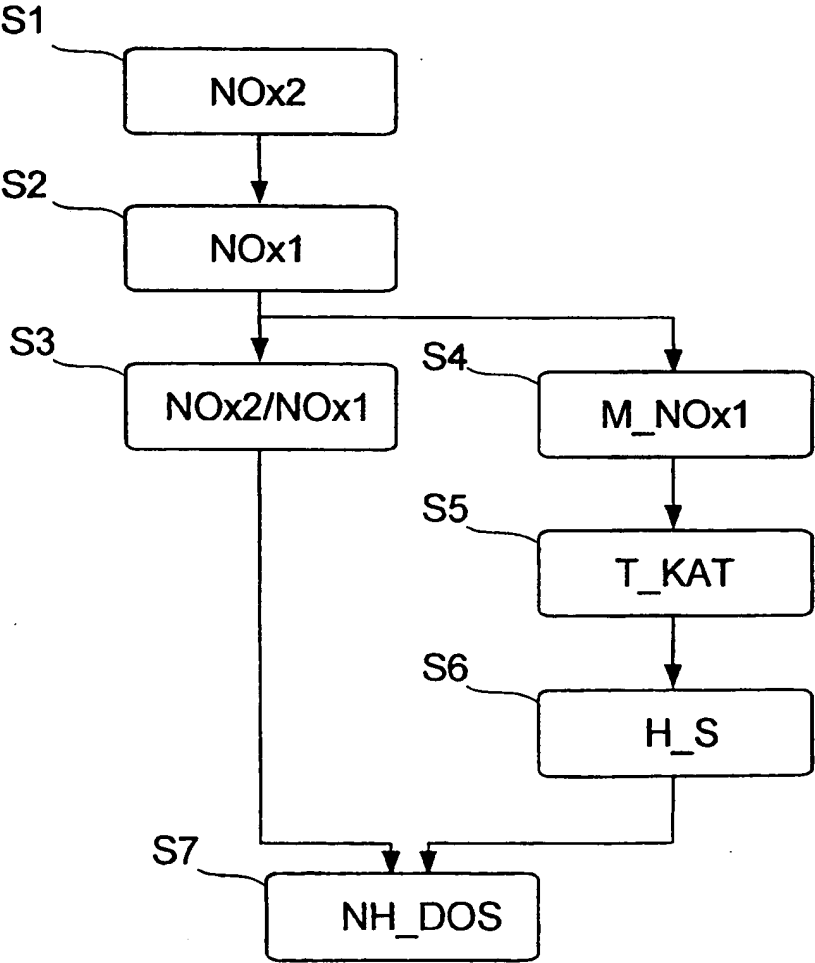 S1
NOx2
S2
NOx1
S3
NOx2/NOx1
S4
M_NOx1
S5
T_KAT
S6
H_S
S7
NH_DOS